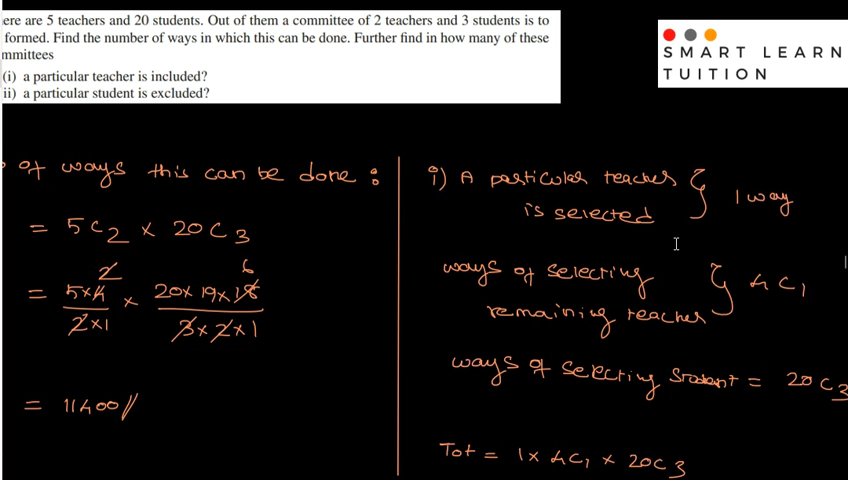 ere are 5 teachers and 20 students. Out of them a committee of 2 teachers and 3 students is to
formed. Find the number of ways in which this can be done. Further find in how many of these
mmittees
(i) a particular teacher is included?
ii) a particular student is excluded?
SMART LEARN
TUITION
of ways this can be done :
= 5C2 × 20C3
= 5×4/2×1 2 × 20×19×18/3×2×1 6
= 11400//
i) A particular teacher
is selected } 1 way
ways of selecting
remaining teacher } 4C1
ways of selecting Student = 20C3
Tot = 1× 4C1 × 20C3